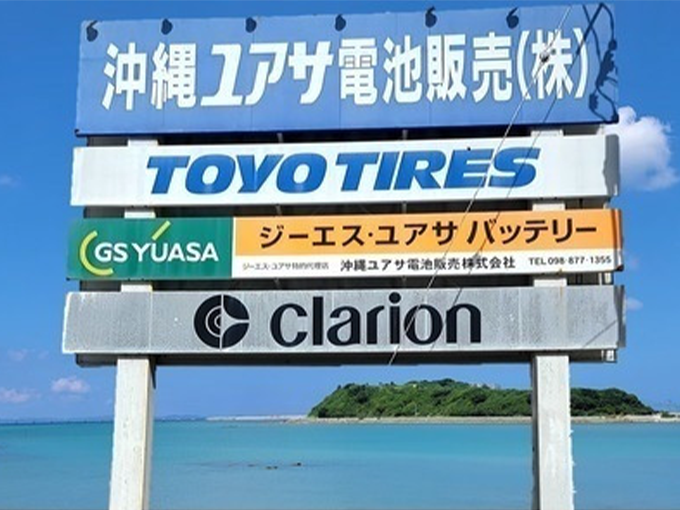 沖縄ユアサ電池販売(株)
TOYO TIRES
GS YUASA
ジーエス・ユアサ バッテリー
ジーエス・ユアサ特約代理店 沖縄ユアサ電池販売株式会社 TEL.098-877-1355
clarion